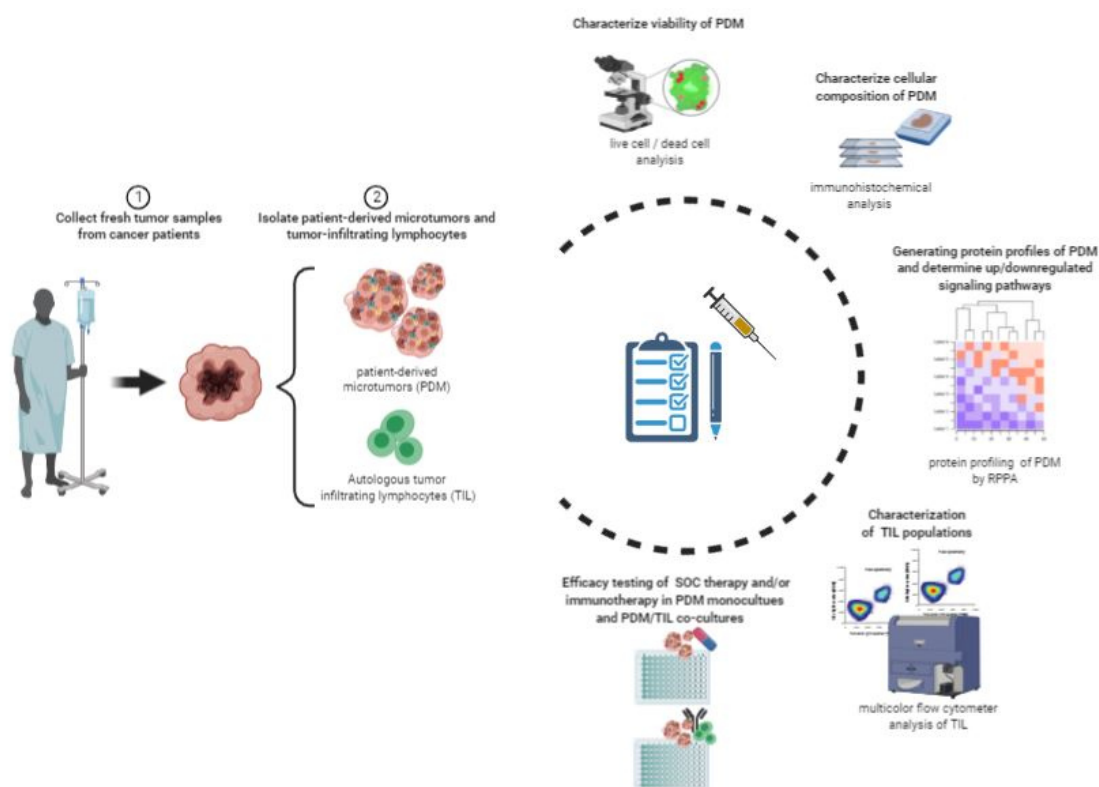 Characterize viability of PDM
live cell / dead cell
analyisis
Characterize cellular
composition of PDM
immunohistochemical
analysis
1
Collect fresh tumor samples
from cancer patients
2
Isolate patient-derived microtumors and
tumor-infiltrating lymphocytes
patient-derived
microtumors (PDM)
Autologous tumor
infiltrating lymphocytes (TIL)
Generating protein profiles of PDM
and determine up/downregulated
signaling pathways
protein profiling of PDM
by RPPA
Characterization
of TIL populations
multicolor flow cytometer
analysis of TIL
Efficacy testing of SOC therapy and/or
immunotherapy in PDM monocultues
and PDM/TIL co-cultures